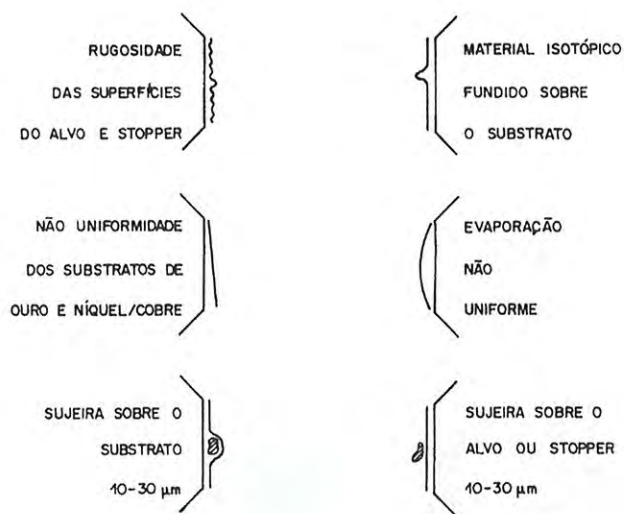 RUGOSIDADE
DAS SUPERFÍCIES
DO ALVO E STOPPER
MATERIAL ISOTÓPICO
FUNDIDO SOBRE
O SUBSTRATO
NÃO UNIFORMIDADE
DOS SUBSTRATOS DE
OURO E NÍQUEL/COBRE
EVAPORAÇÃO
NÃO
UNIFORME
SUJEIRA SOBRE O
SUBSTRATO
10-30 μm
SUJEIRA SOBRE O
ALVO OU STOPPER
10-30 μm